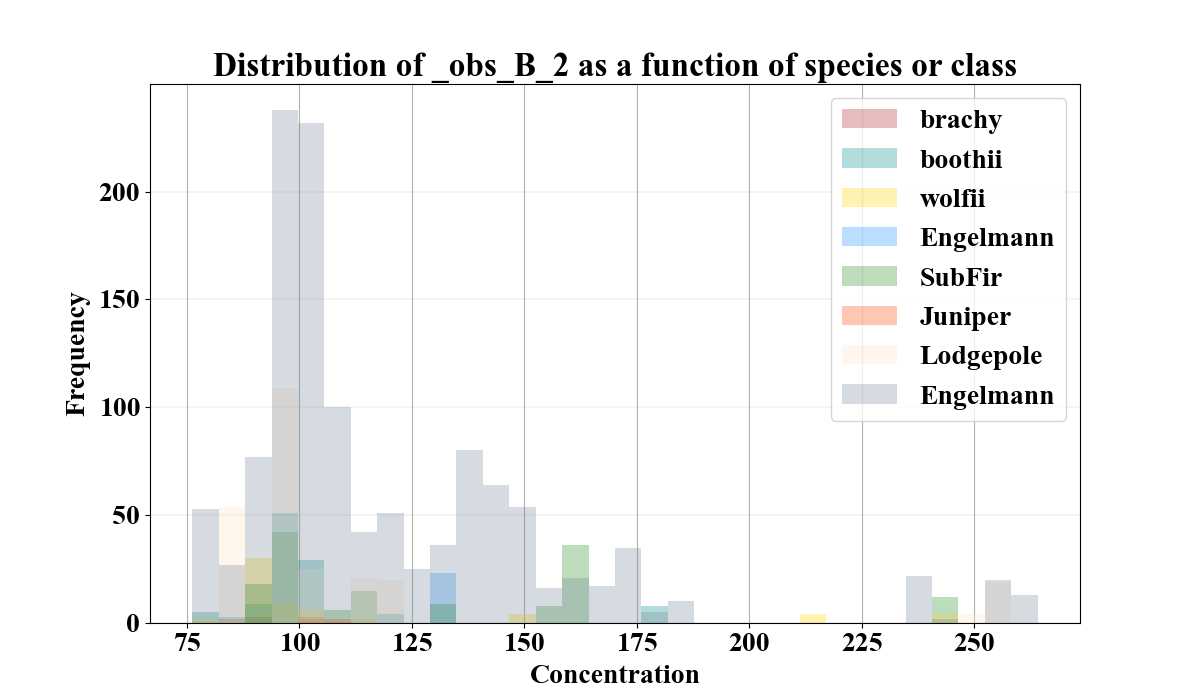 Distribution of _obs_B_2 as a function of species or class
brachy
boothii
wolfii
Engelmann
SubFir
Juniper
Lodgepole
Engelmann
Frequency
200
150
100
50
0
75 100 125 150 175 200 225 250
Concentration